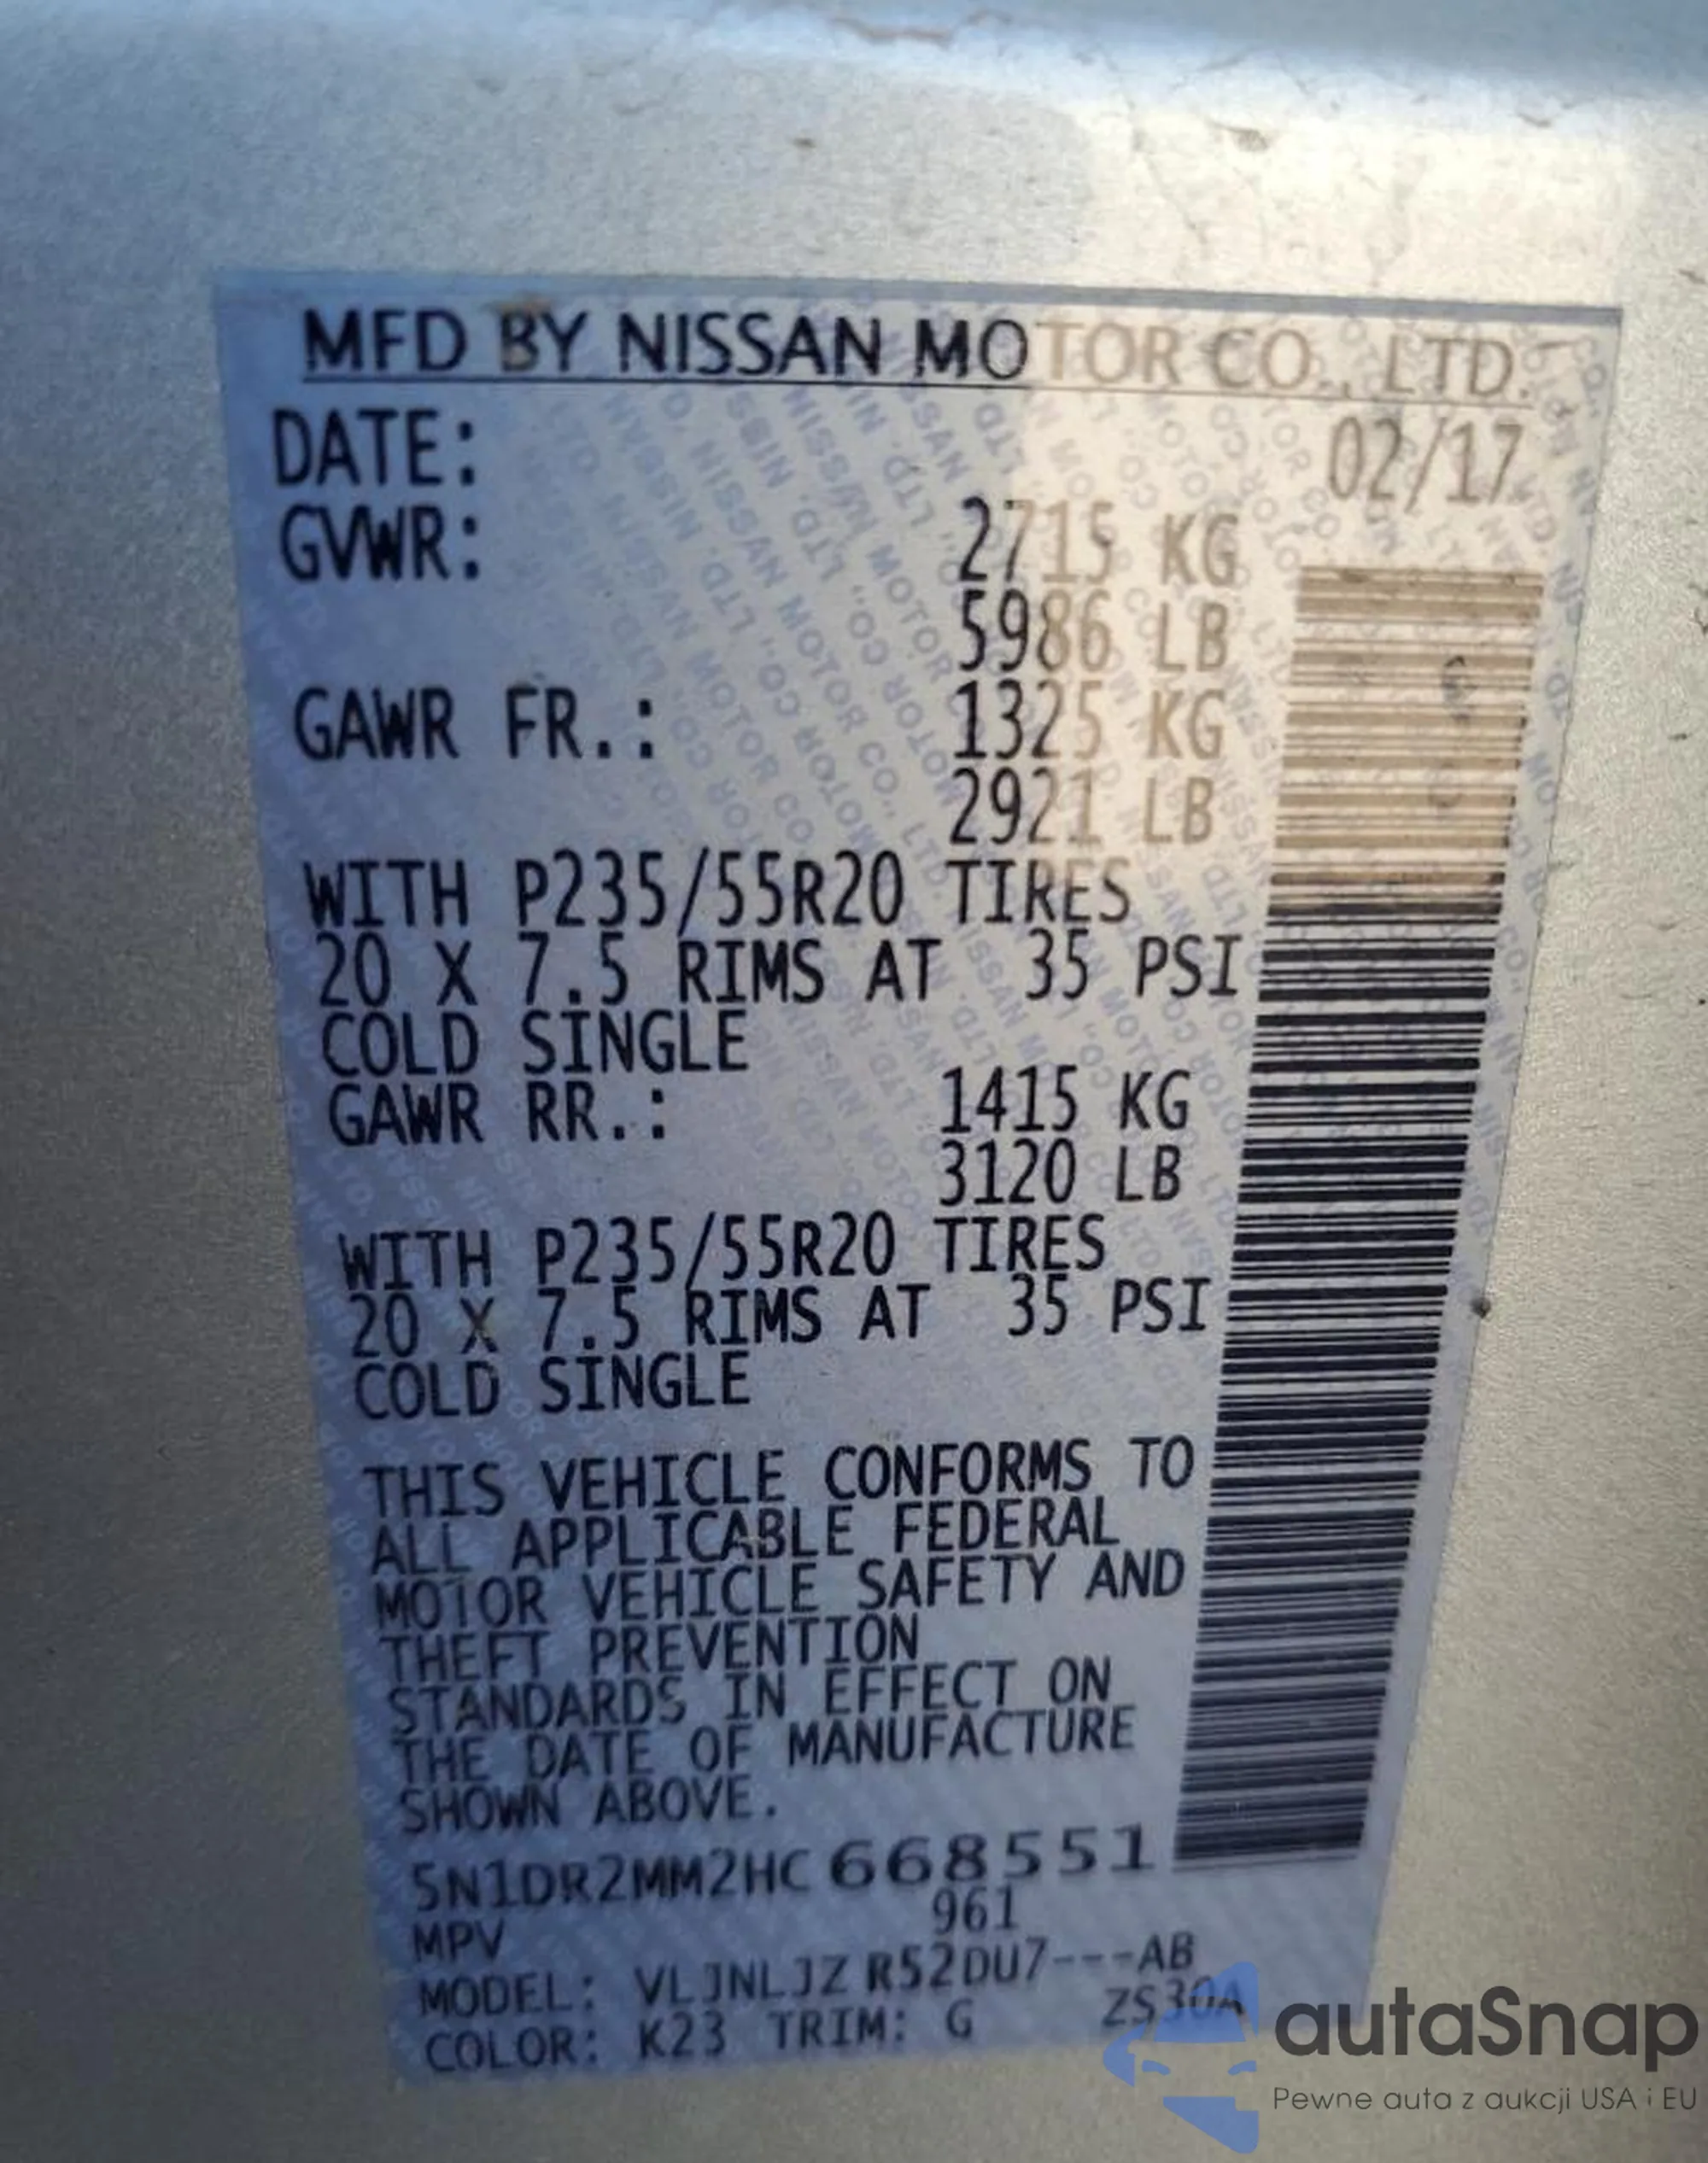 MFD BY NISSAN MOTOR CO., LTD.
DATE: 02/17
GVWR: 2715 KG
5986 LB
GAWR FR.: 1325 KG
2921 LB
WITH P235/55R20 TIRES
20 X 7.5 RIMS AT 35 PSI
COLD SINGLE
GAWR RR.: 1415 KG
3120 LB
WITH P235/55R20 TIRES
20 X 7.5 RIMS AT 35 PSI
COLD SINGLE
THIS VEHICLE CONFORMS TO
ALL APPLICABLE FEDERAL
MOTOR VEHICLE SAFETY AND
THEFT PREVENTION
STANDARDS IN EFFECT ON
THE DATE OF MANUFACTURE
SHOWN ABOVE.
5N1DR2MM2HC668551
MPV 961
MODEL: VLJNLJZ R52DU7---AB
COLOR: K23 TRIM: G ZS30A
autaSnap
Pewne auta z aukcji USA i EU